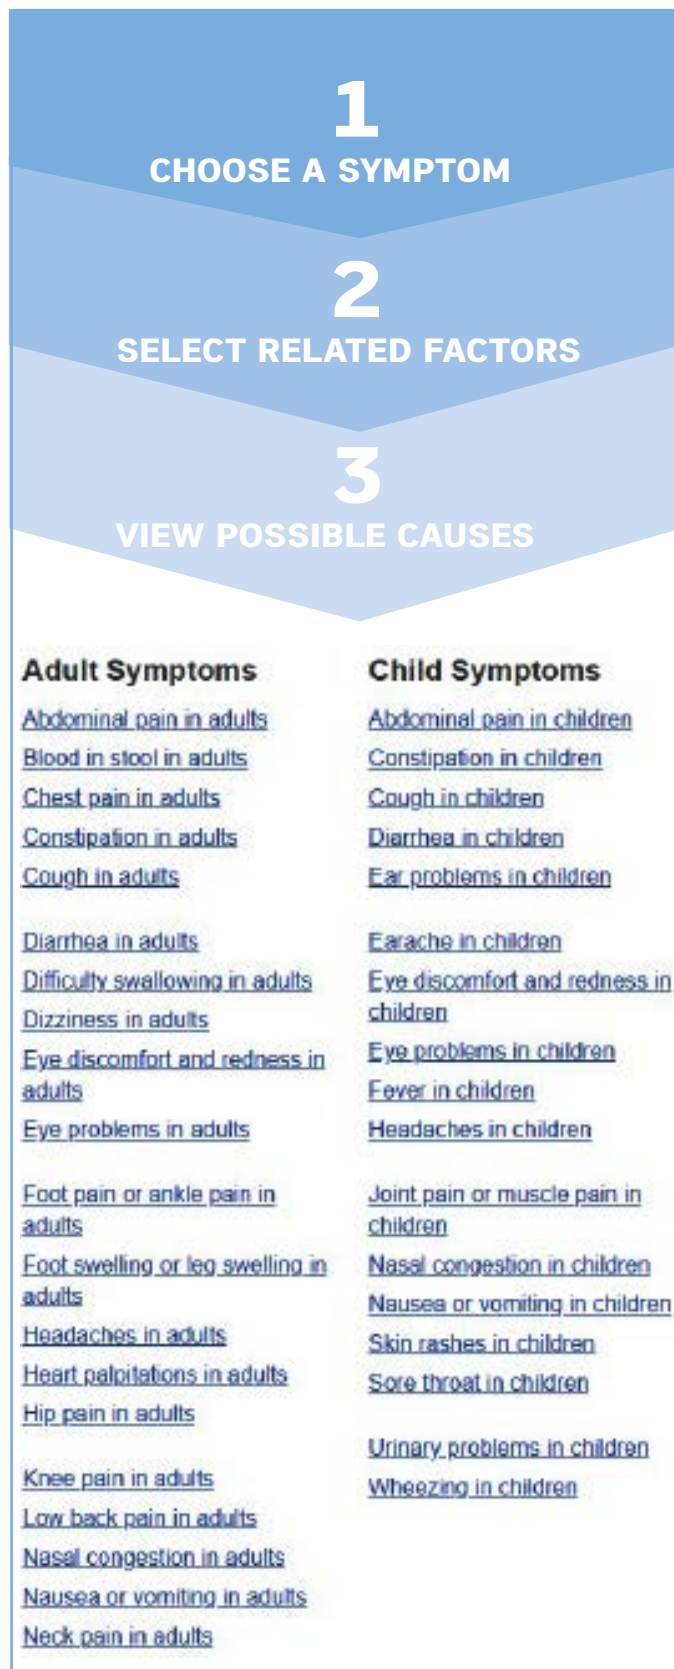 1
CHOOSE A SYMPTOM
2
SELECT RELATED FACTORS
3
VIEW POSSIBLE CAUSES
Adult Symptoms
Abdominal pain in adults
Blood in stool in adults
Chest pain in adults
Constipation in adults
Cough in adults
Diarrhea in adults
Difficulty swallowing in adults
Dizziness in adults
Eye discomfort and redness in
adults
Eye problems in adults
Foot pain or ankle pain in
adults
Foot swelling or leg swelling in
adults
Headaches in adults
Heart palpitations in adults
Hip pain in adults
Knee pain in adults
Low back pain in adults
Nasal congestion in adults
Nausea or vomiting in adults
Neck pain in adults
Child Symptoms
Abdominal pain in children
Constipation in children
Cough in children
Diarrhea in children
Ear problems in children
Earache in children
Eye discomfort and redness in
children
Eye problems in children
Fever in children
Headaches in children
Joint pain or muscle pain in
children
Nasal congestion in children
Nausea or vomiting in children
Skin rashes in children
Sore throat in children
Urinary problems in children
Wheezing in children